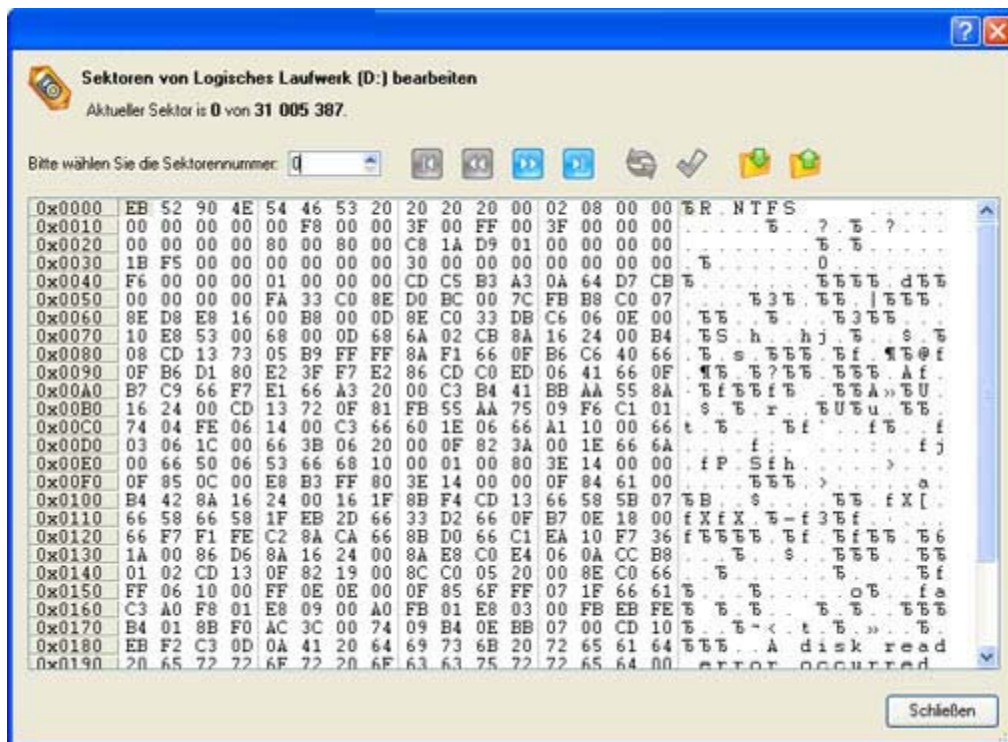 Sektoren von Logisches Laufwerk (D:) bearbeiten
Aktueller Sektor is 0 von 31 005 387.
Bitte wählen Sie die Sektorennummer: 0
0x0000 EB 52 90 4E 54 46 53 20 20 20 20 00 02 08 00 00
0x0010 00 00 00 00 00 F8 00 00 3F 00 FF 00 3F 00 00 00
0x0020 00 00 00 00 80 00 80 00 C8 1A D9 01 00 00 00 00
0x0030 1B F5 00 00 00 00 00 00 30 00 00 00 00 00 00 00
0x0040 F6 00 00 00 01 00 00 00 CD C5 B3 A3 0A 64 D7 CB
0x0050 00 00 00 00 FA 33 C0 8E D0 BC 00 7C FB B8 C0 07
0x0060 8E D8 E8 16 00 B8 00 0D 8E C0 33 DB C6 06 0E 00
0x0070 10 E8 53 00 68 00 0D 68 6A 02 CB 8A 16 24 00 B4
0x0080 08 CD 13 73 05 B9 FF FF 8A F1 66 0F B6 C6 40 66
0x0090 0F B6 D1 80 E2 3F F7 E2 86 CD C0 ED 06 41 66 0F
0x00A0 B7 C9 66 F7 E1 66 A3 20 00 C3 B4 41 BB AA 55 8A
0x00B0 16 24 00 CD 13 72 0F 81 FB 55 AA 75 09 F6 C1 01
0x00C0 74 04 FE 06 14 00 C3 66 60 1E 06 66 A1 10 00 66
0x00D0 03 06 1C 00 66 3B 06 20 00 0F 82 3A 00 1E 66 6A
0x00E0 00 66 50 06 53 66 68 10 00 01 00 80 3E 14 00 00
0x00F0 0F 85 0C 00 E8 B3 FF 80 3E 14 00 00 0F 84 61 00
0x0100 B4 42 8A 16 24 00 16 1F 8B F4 CD 13 66 58 5B 07
0x0110 66 58 66 58 1F EB 2D 66 33 D2 66 0F B7 0E 18 00
0x0120 66 F7 F1 FE C2 8A CA 66 8B D0 66 C1 EA 10 F7 36
0x0130 1A 00 86 D6 8A 16 24 00 8A E8 C0 E4 06 0A CC B8
0x0140 01 02 CD 13 0F 82 19 00 8C C0 05 20 00 8E C0 66
0x0150 FF 06 10 00 FF 0E 0E 00 0F 85 6F FF 07 1F 66 61
0x0160 C3 A0 F8 01 E8 09 00 A0 FB 01 E8 03 00 FB EB FE
0x0170 B4 01 8B F0 AC 3C 00 74 09 B4 0E BB 07 00 CD 10
0x0180 EB F2 C3 0D 0A 41 20 64 69 73 6B 20 72 65 61 64
0x0190 20 65 72 72 6F 72 20 6F 63 63 75 72 72 65 64 00
Schließen